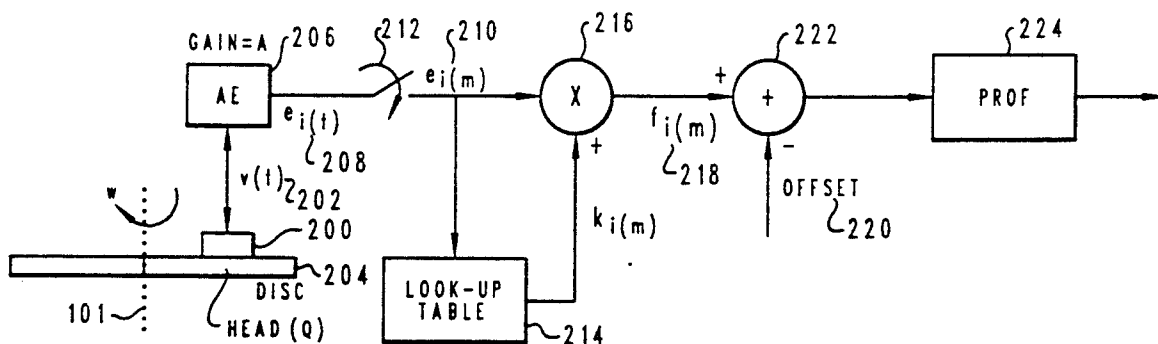 GAIN=A
206
212
210
216
222
224
AE
e i(m)
X
+
+
PROF
e i(t)
208
f i(m)
218
+
-
v(t)
202
w
OFFSET
220
k i(m)
200
204
DISC
LOOK-UP
TABLE
101
HEAD(Q)
214